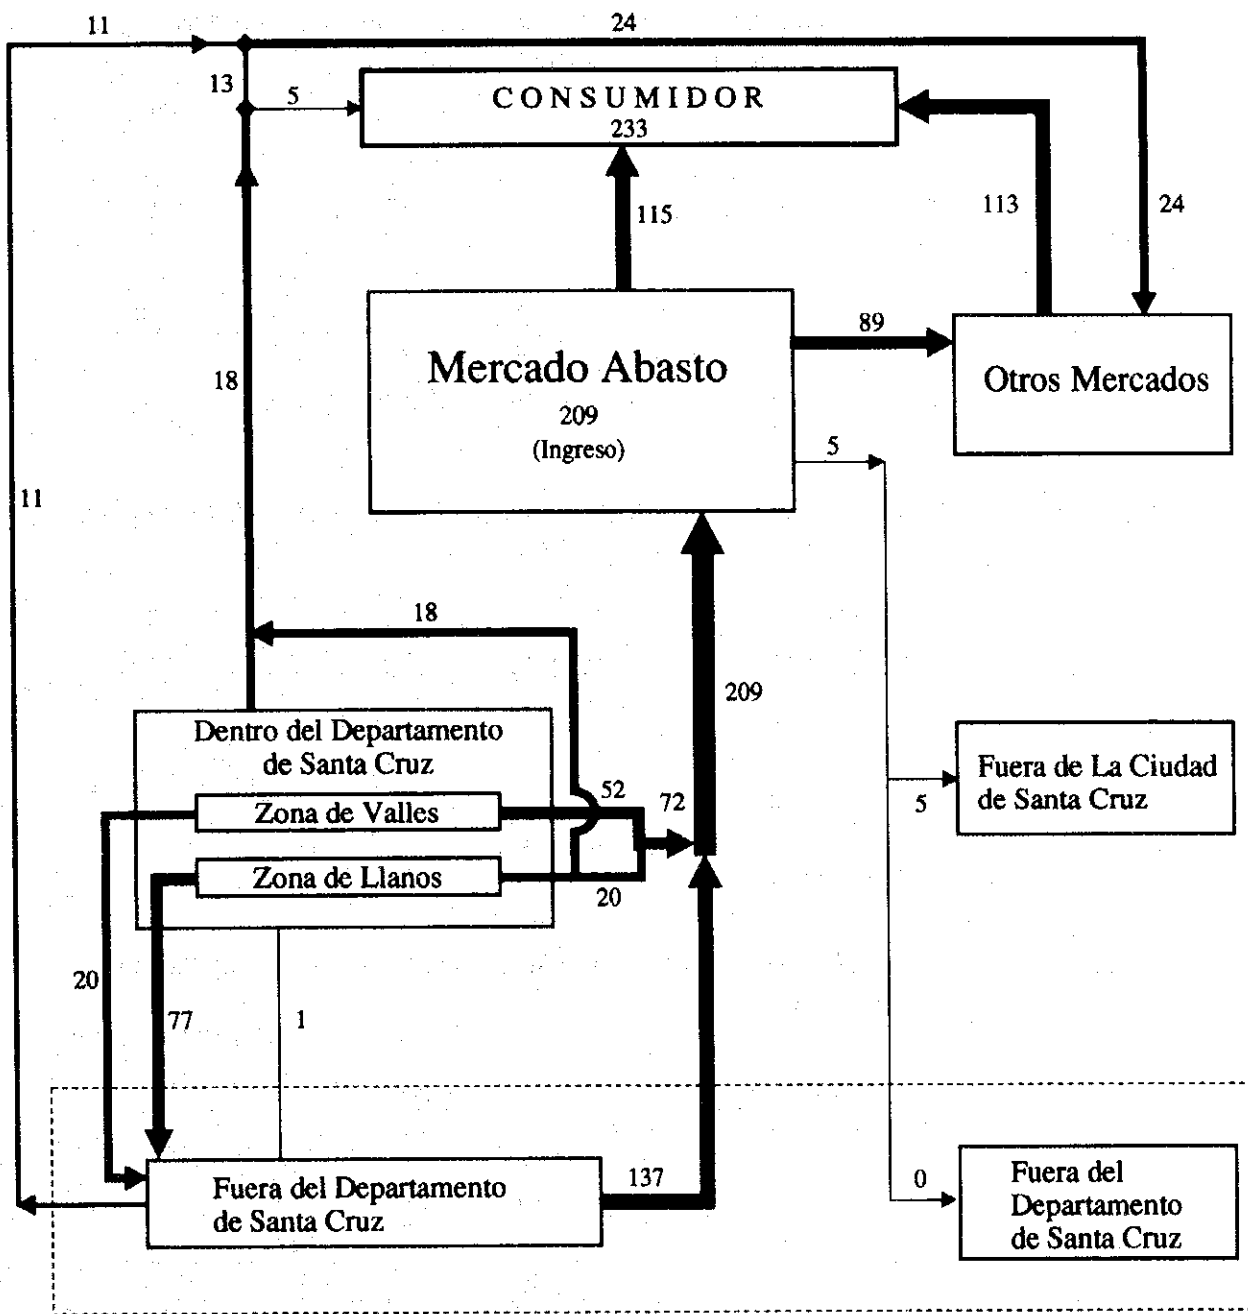 11
24
13
5
CONSUMIDOR
233
115
113
24
Mercado Abasto
209
(Ingreso)
89
Otros Mercados
18
5
11
18
209
Dentro del Departamento
de Santa Cruz
Zona de Valles
52
72
Zona de Llanos
20
Fuera de La Ciudad
de Santa Cruz
5
20
77
1
Fuera del Departamento
de Santa Cruz
137
0
Fuera del
Departamento
de Santa Cruz